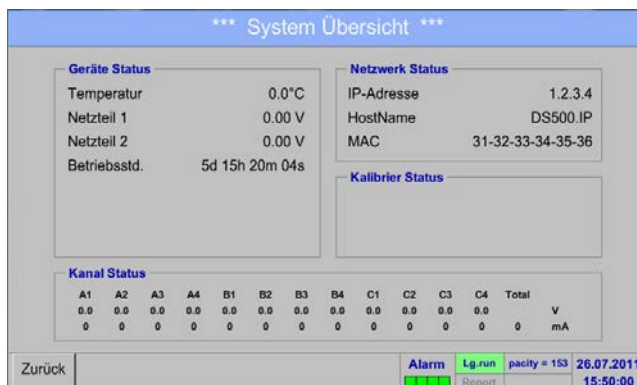 *** System Übersicht ***
Geräte Status
Temperatur 0.0°C
Netzteil 1 0.00 V
Netzteil 2 0.00 V
Betriebsstd. 5d 15h 20m 04s
Netzwerk Status
IP-Adresse 1.2.3.4
HostName DS500.IP
MAC 31-32-33-34-35-36
Kalibrier Status
Kanal Status
A1 A2 A3 A4 B1 B2 B3 B4 C1 C2 C3 C4 Total
0.0 0.0 0.0 0.0 0.0 0.0 0.0 0.0 0.0 0.0 0.0 0.0 V
0 0 0 0 0 0 0 0 0 0 0 0 0 mA
Zurück
Alarm Lg.run pacity = 153 26.07.2011
Report 15:50:00